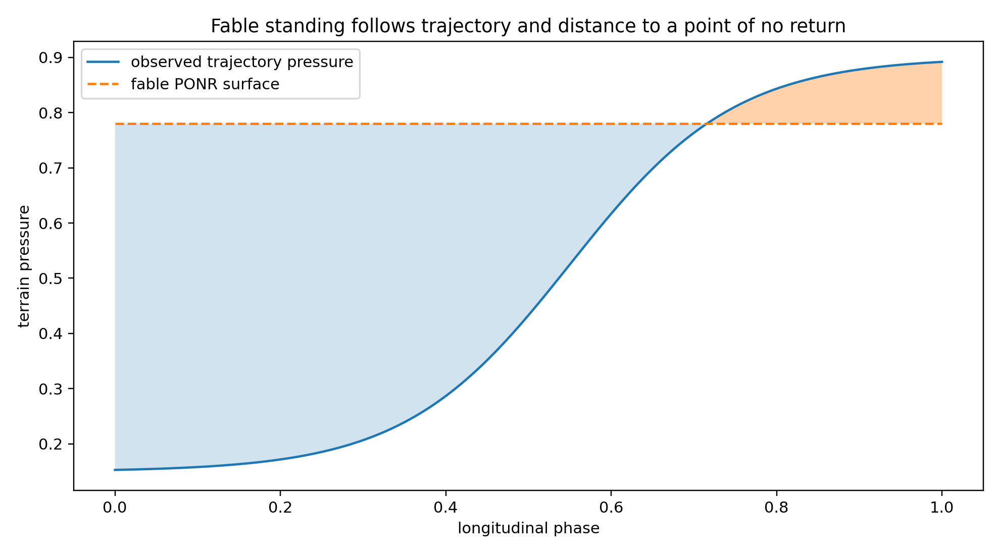 Fable standing follows trajectory and distance to a point of no return
observed trajectory pressure
fable PONR surface
terrain pressure
0.9
0.8
0.7
0.6
0.5
0.4
0.3
0.2
0.0 0.2 0.4 0.6 0.8 1.0
longitudinal phase